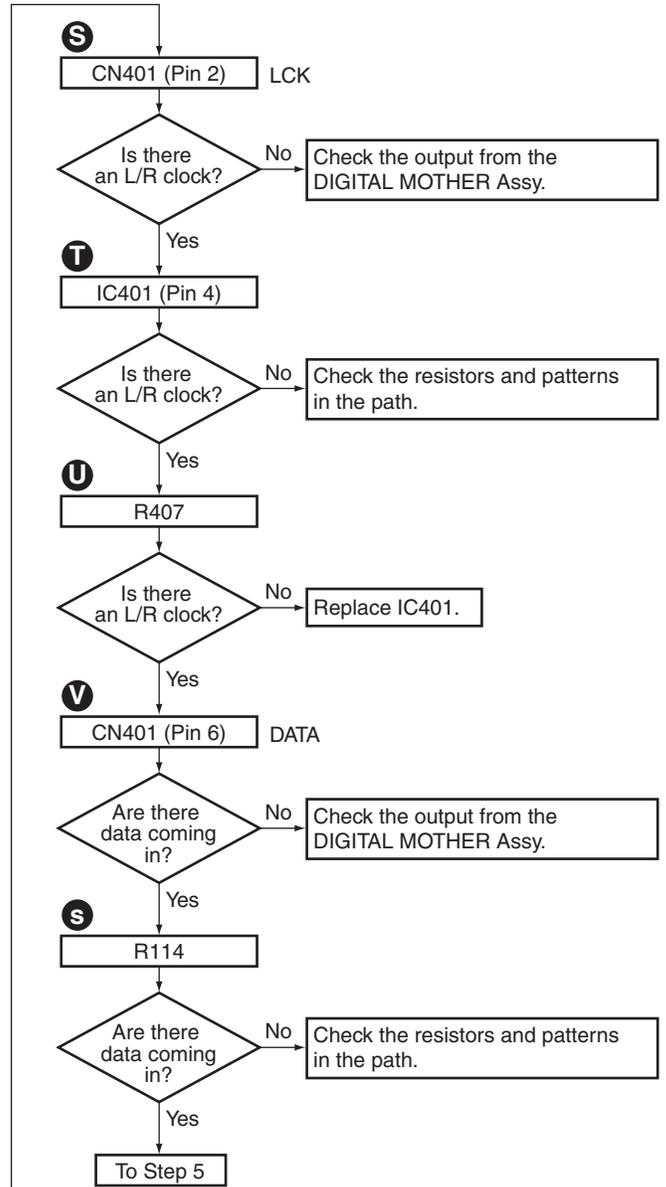 S
CN401 (Pin 2) LCK
Is there
an L/R clock?
No
Check the output from the
DIGITAL MOTHER Assy.
Yes
T
IC401 (Pin 4)
Is there
an L/R clock?
No
Check the resistors and patterns
in the path.
Yes
U
R407
Is there
an L/R clock?
No
Replace IC401.
Yes
V
CN401 (Pin 6) DATA
Are there
data coming
in?
No
Check the output from the
DIGITAL MOTHER Assy.
Yes
s
R114
Are there
data coming
in?
No
Check the resistors and patterns
in the path.
Yes
To Step 5